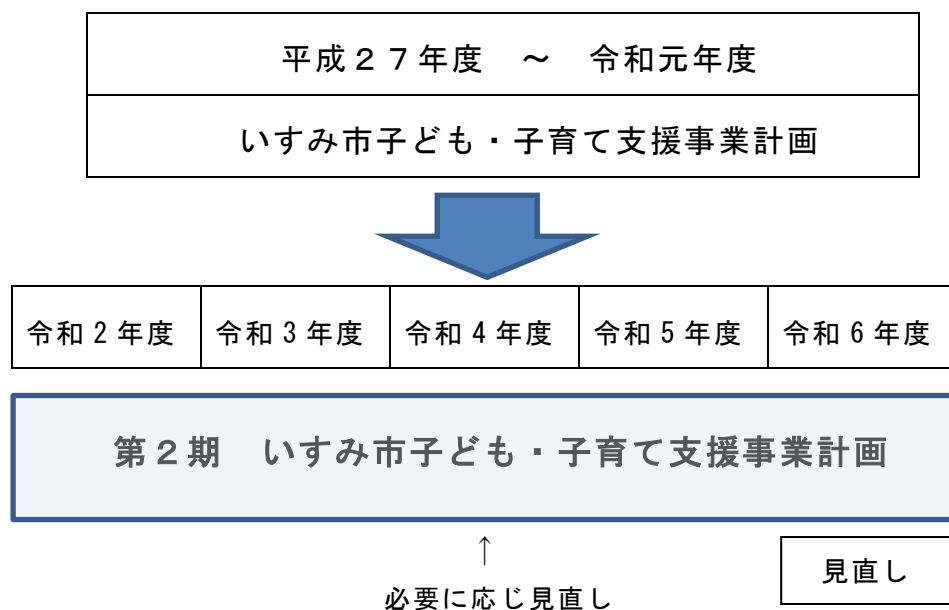 平成２７年度　～　令和元年度
いすみ市子ども・子育て支援事業計画
令和２年度 令和３年度 令和４年度 令和５年度 令和６年度
第２期　いすみ市子ども・子育て支援事業計画
↑
見直し
必要に応じ見直し